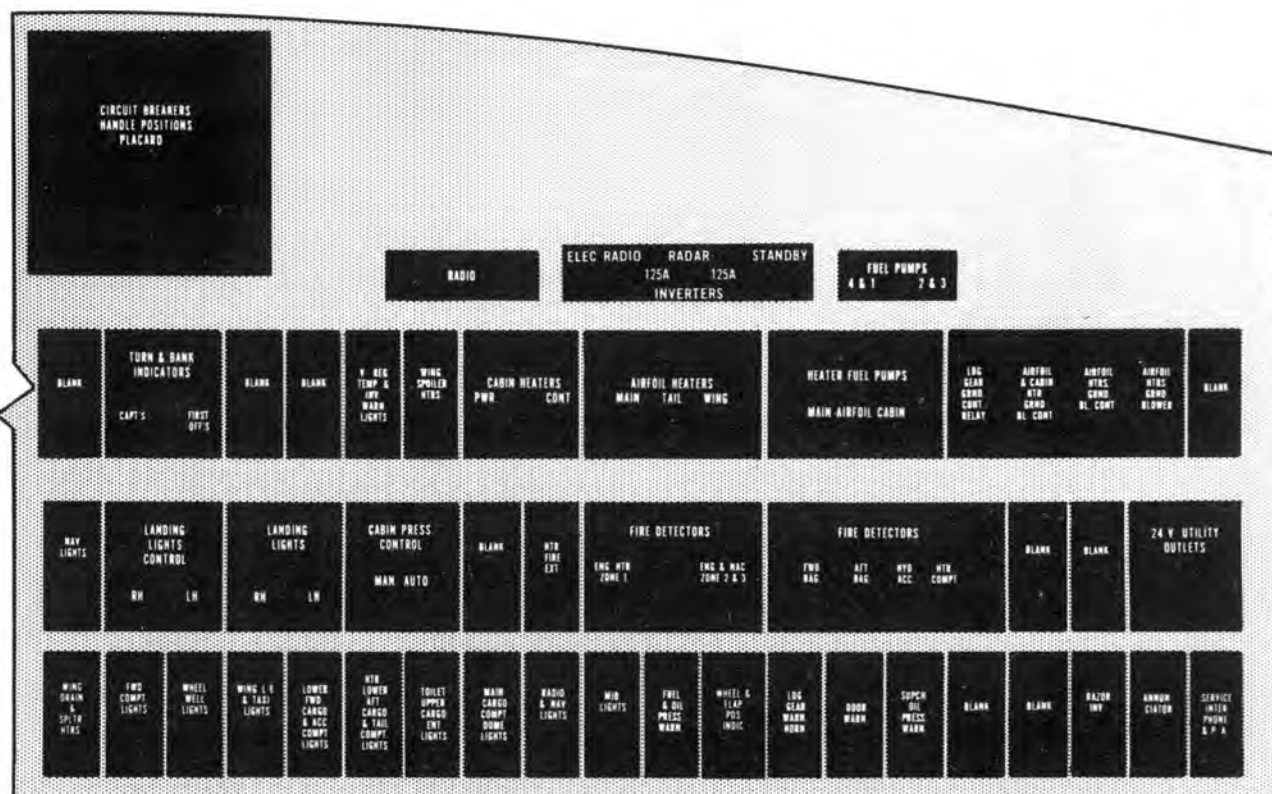 CIRCUIT BREAKERS
HANDLE POSITIONS
PLACARD
RADIO
ELEC RADIO RADAR STANDBY
125A 125A
INVERTERS
FUEL PUMPS
4 & 1 2 & 3
BLANK
TURN & BANK
INDICATORS
CAPT'S FIRST
OFF'S
BLANK
BLANK
V REG
TEMP &
INV
WARN
LIGHTS
WING
SPOILER
HTRS
CABIN HEATERS
PWR CONT
AIRFOIL HEATERS
MAIN TAIL WING
HEATER FUEL PUMPS
MAIN-AIRFOIL CABIN
LDG
GEAR
GRND
CONT
RELAY
AIRFOIL
& CABIN
HTR
GRND
BL CONT
AIRFOIL
HTRS
GRND
BL CONT
AIRFOIL
HTRS
GRND
BLOWER
BLANK
NAV
LIGHTS
LANDING
LIGHTS
CONTROL
RH LH
LANDING
LIGHTS
RH LH
CABIN PRESS
CONTROL
MAN AUTO
BLANK
HTR
FIRE
EXT
FIRE DETECTORS
ENG HTR
ZONE 1
ENG & NAC
ZONE 2 & 3
FIRE DETECTORS
FWD
BAG
AFT
BAG
HYD
ACC
HTR
COMPT
BLANK
BLANK
24 V UTILITY
OUTLETS
WING
DRAIN
&
SPLTR
HTRS
FWD
COMPT
LIGHTS
WHEEL
WELL
LIGHTS
WING L.E.
& TAXI
LIGHTS
LOWER
FWD
CARGO
& ACC
COMPT
LIGHTS
HTR
LOWER
AFT
CARGO
& TAIL
COMPT.
LIGHTS
TOILET
UPPER
CARGO
ENT
LIGHTS
MAIN
CARGO
COMPT
DOME
LIGHTS
RADIO
& NAV
LIGHTS
LIGHTS
FUEL
& OIL
PRESS
WARN
WHEEL &
FLAP
POS
INDIC
LDG
GEAR
WARN
HORN
DOOR
WARN
SUPCH
OIL
PRESS
WARN
BLANK
BLANK
RAZOR
INV
ANNUN
CIATOR
SERVICE
INTER
PHONE
& P.A.